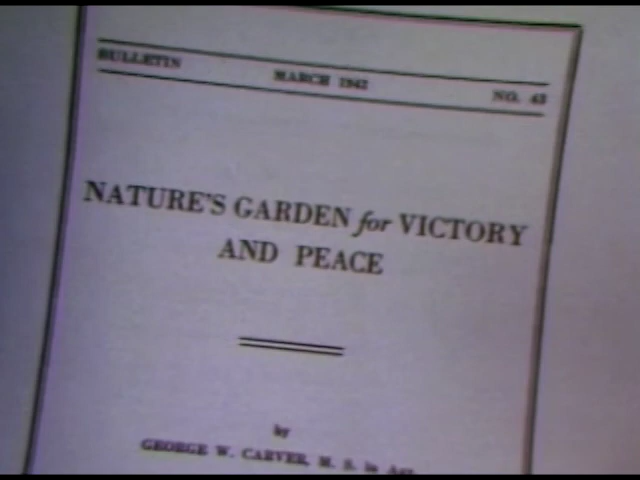 BULLETIN MARCH 1942 NO. 43
NATURE'S GARDEN for VICTORY
AND PEACE
by
GEORGE W. CARVER, M. S. in Agr.